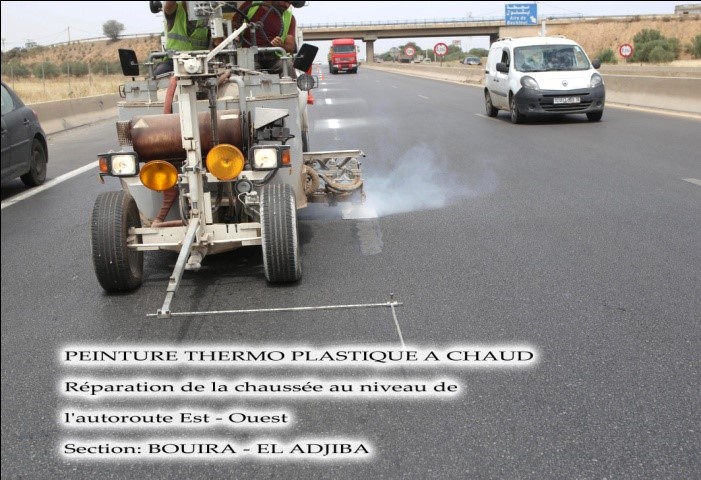 PEINTURE THERMO PLASTIQUE A CHAUD
Réparation de la chaussée au niveau de
l'autoroute Est - Ouest
Section: BOUIRA - EL ADJIBA